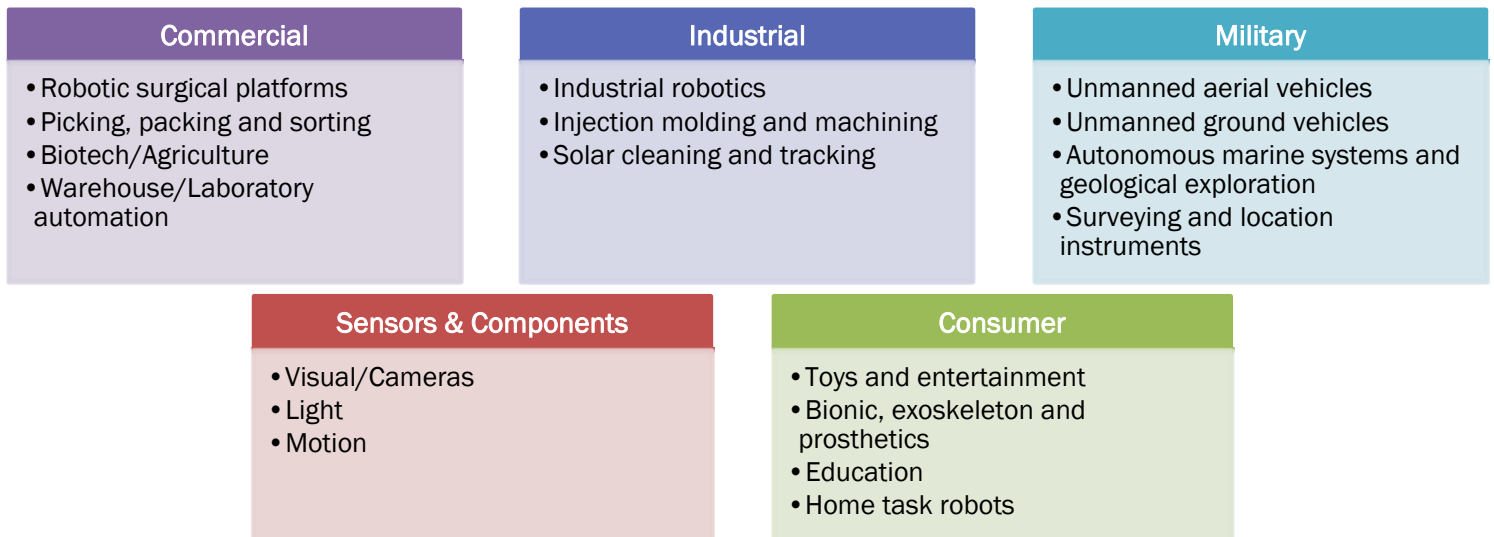 Commercial
•Robotic surgical platforms
•Picking, packing and sorting
•Biotech/Agriculture
•Warehouse/Laboratory
automation
Industrial
•Industrial robotics
•Injection molding and machining
•Solar cleaning and tracking
Military
•Unmanned aerial vehicles
•Unmanned ground vehicles
•Autonomous marine systems and
geological exploration
•Surveying and location
instruments
Sensors & Components
•Visual/Cameras
•Light
•Motion
Consumer
•Toys and entertainment
•Bionic, exoskeleton and
prosthetics
•Education
•Home task robots